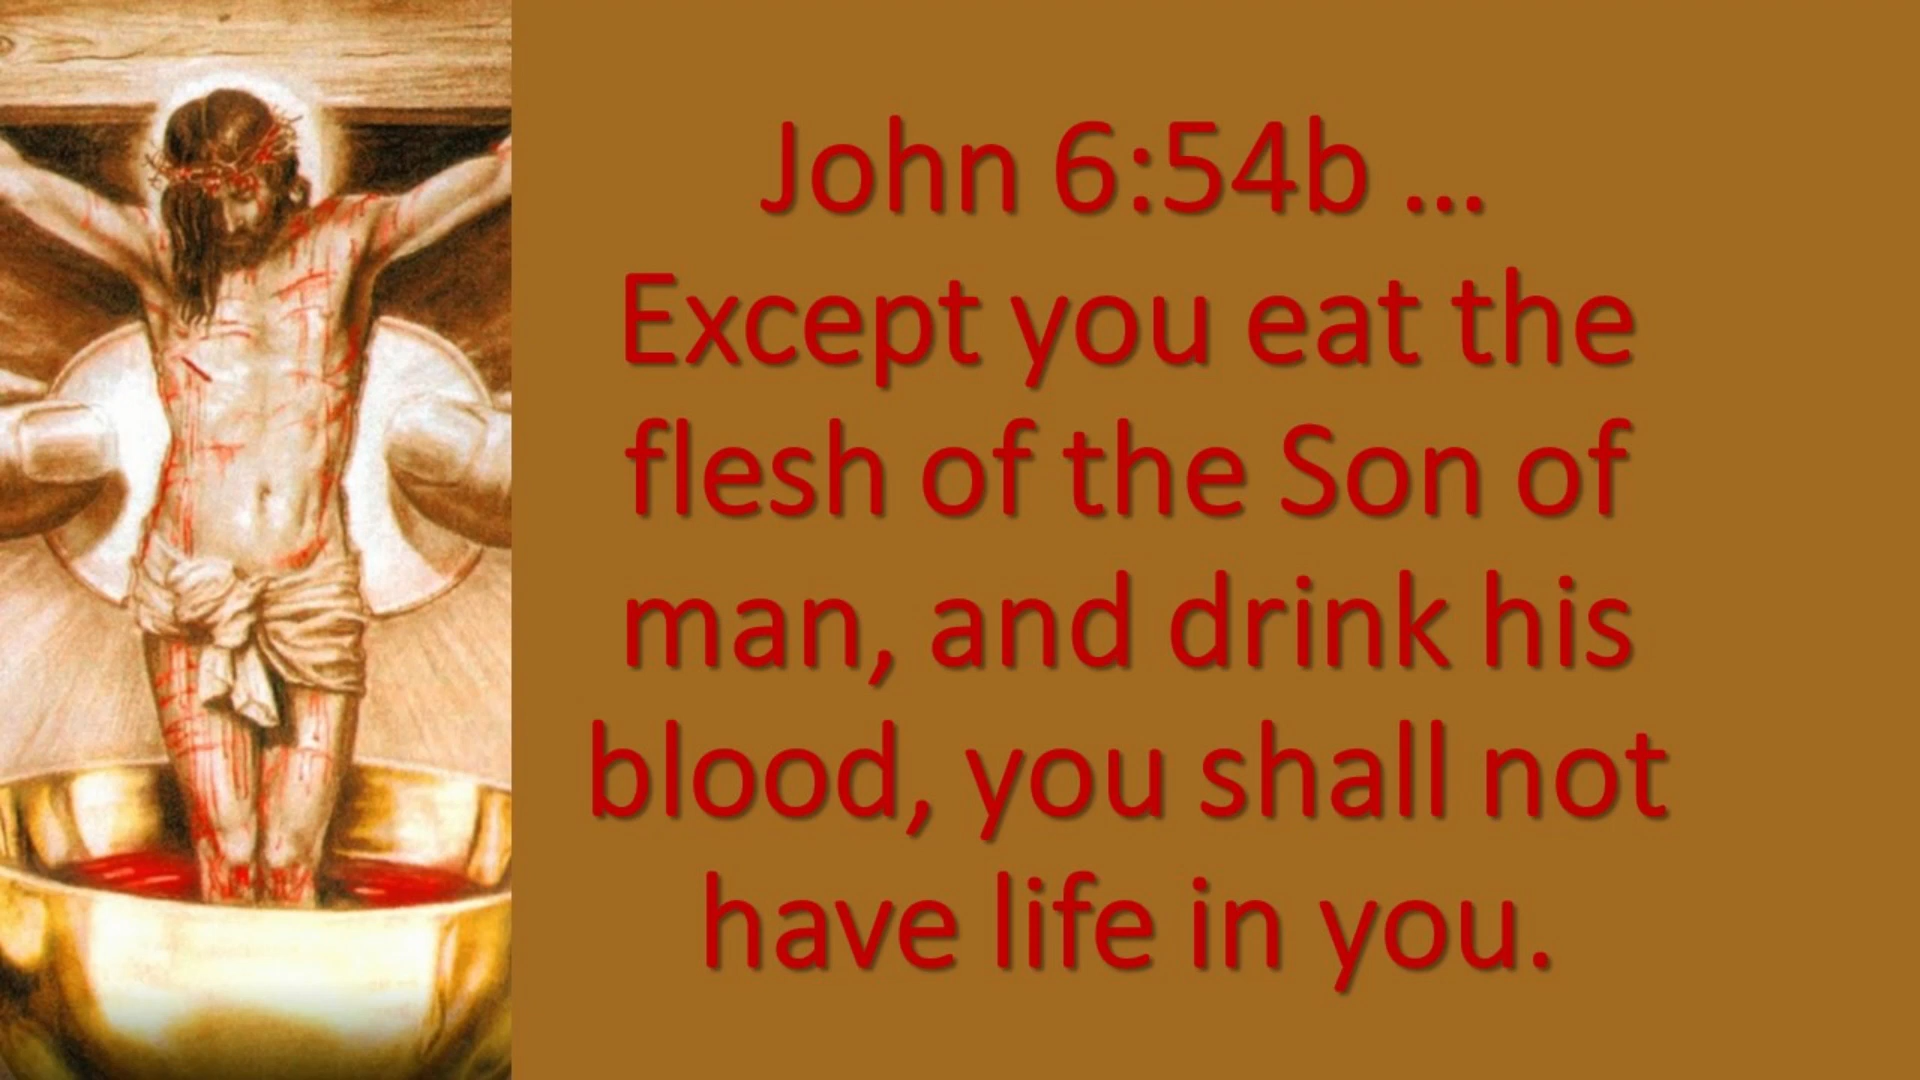 John 6:54b ...
Except you eat the
flesh of the Son of
man, and drink his
blood, you shall not
have life in you.